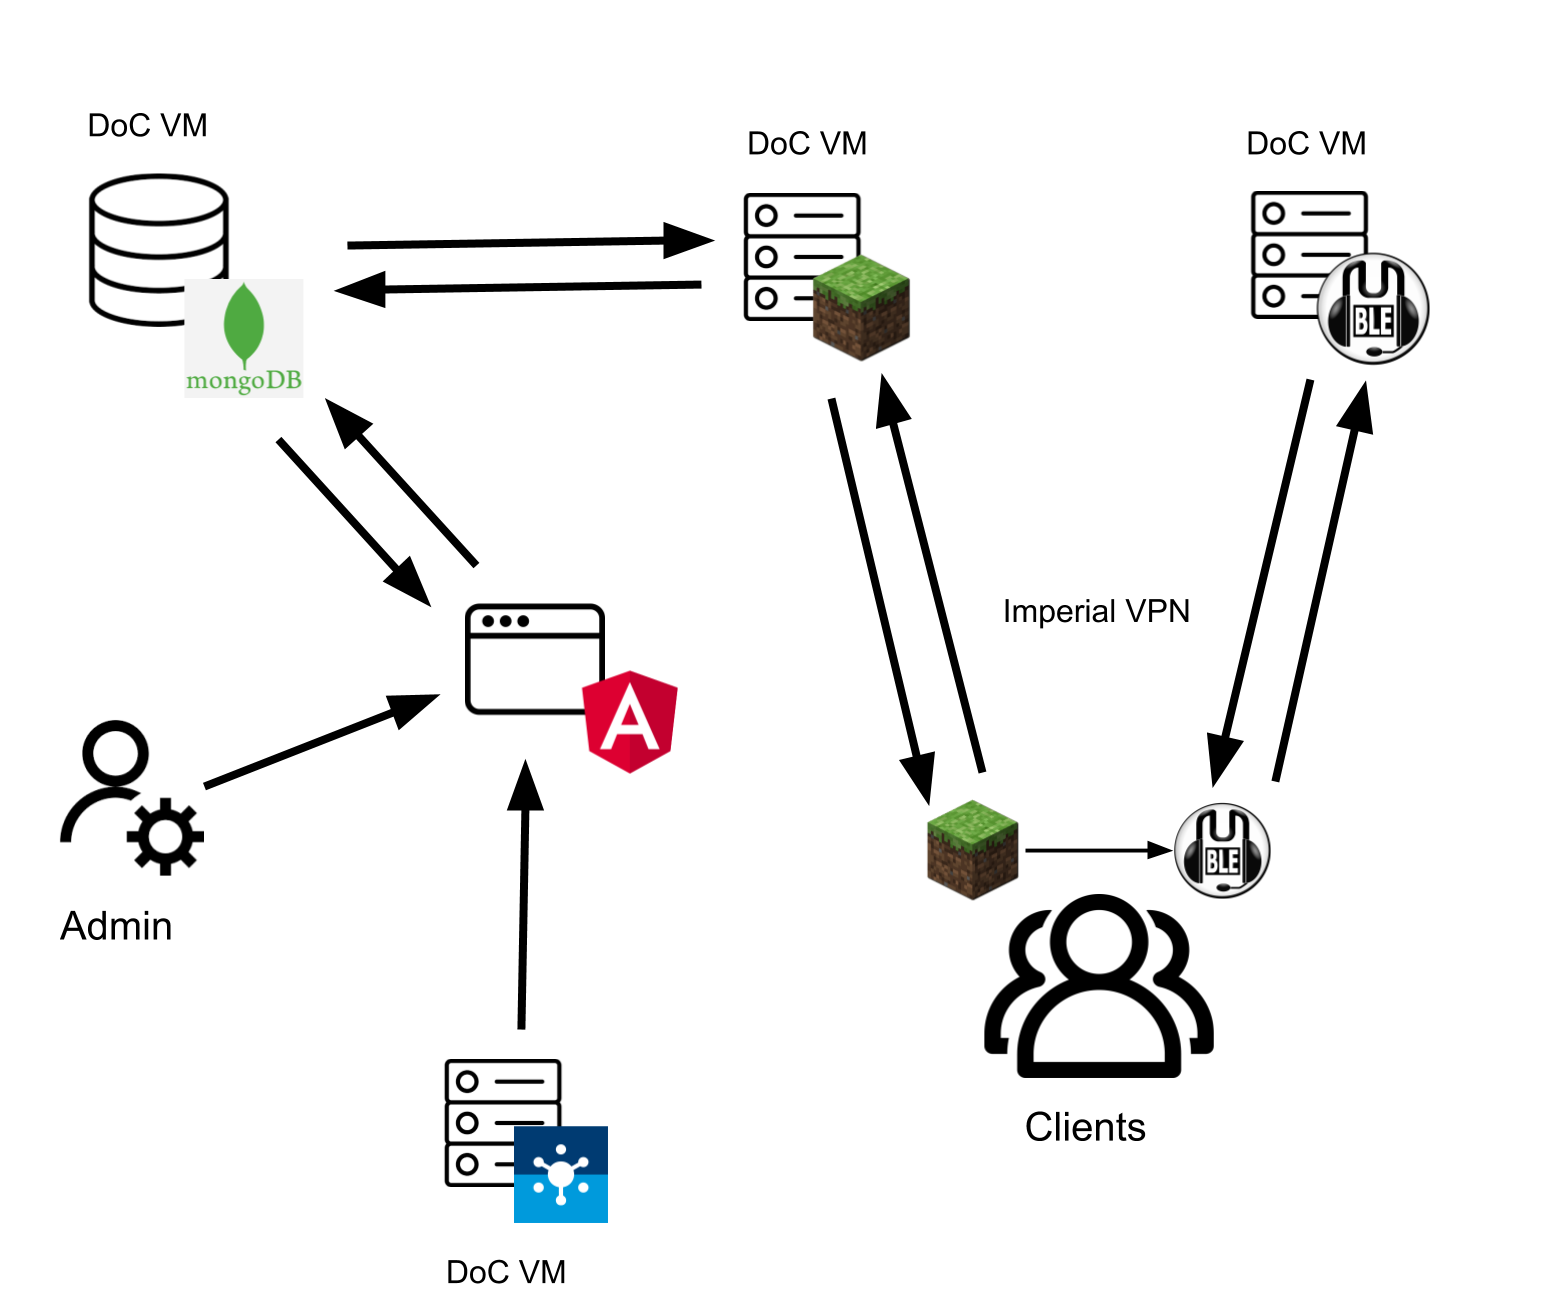 DoC VM
DoC VM
DoC VM
BLE
mongoDB
Imperial VPN
A
BLE
Admin
Clients
DoC VM